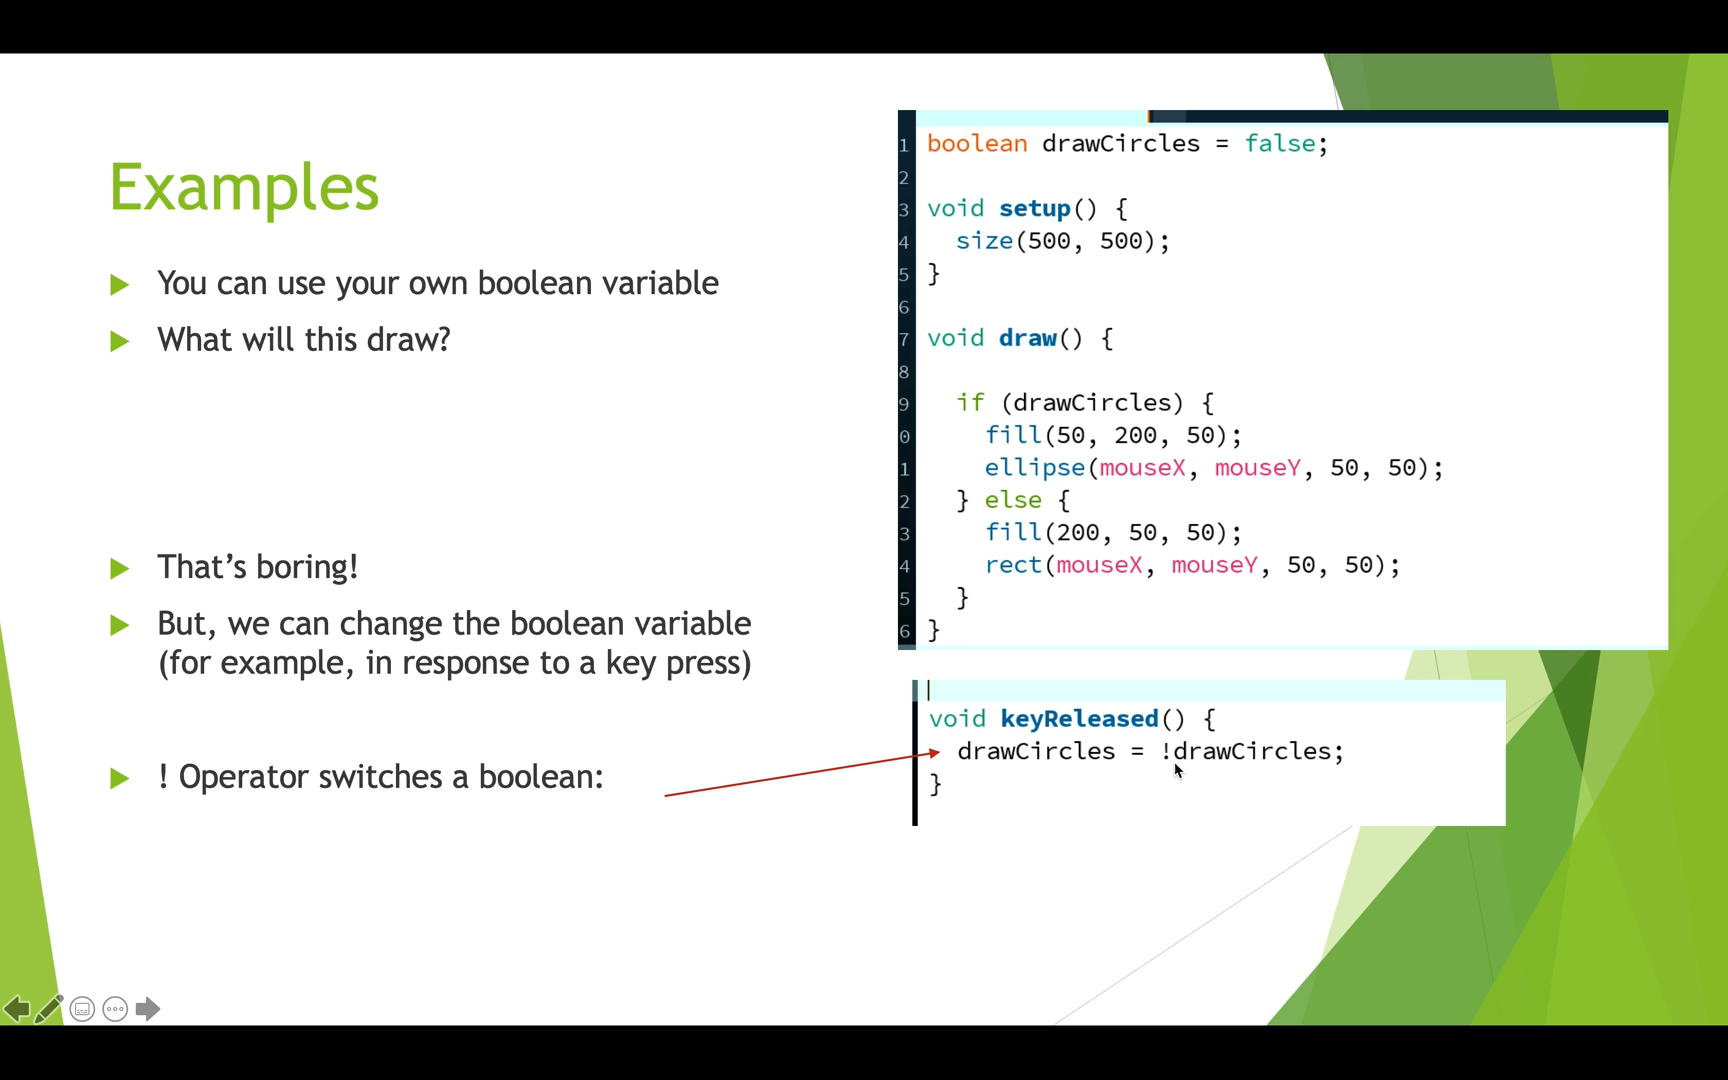 Examples
You can use your own boolean variable
What will this draw?
That's boring!
But, we can change the boolean variable
(for example, in response to a key press)
! Operator switches a boolean:
1 boolean drawCircles = false;
2
3 void setup() {
4   size(500, 500);
5 }
6
7 void draw() {
8
9   if (drawCircles) {
0     fill(50, 200, 50);
1     ellipse(mouseX, mouseY, 50, 50);
2   } else {
3     fill(200, 50, 50);
4     rect(mouseX, mouseY, 50, 50);
5   }
6 }
void keyReleased() {
  drawCircles = !drawCircles;
}